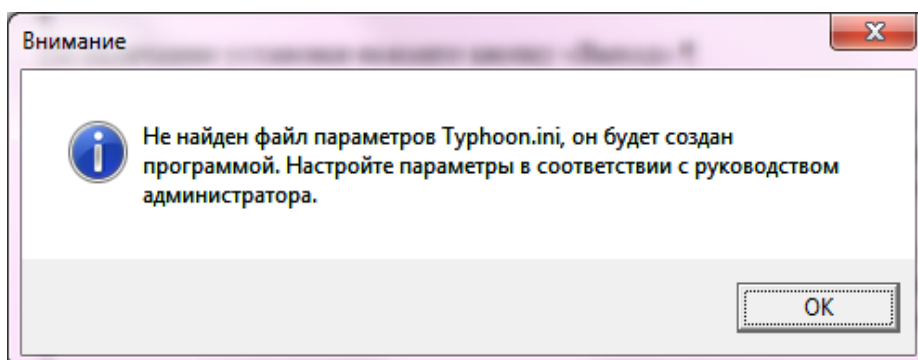 Внимание
Не найден файл параметров Typhoon.ini, он будет создан
программой. Настройте параметры в соответствии с руководством
администратора.
OK